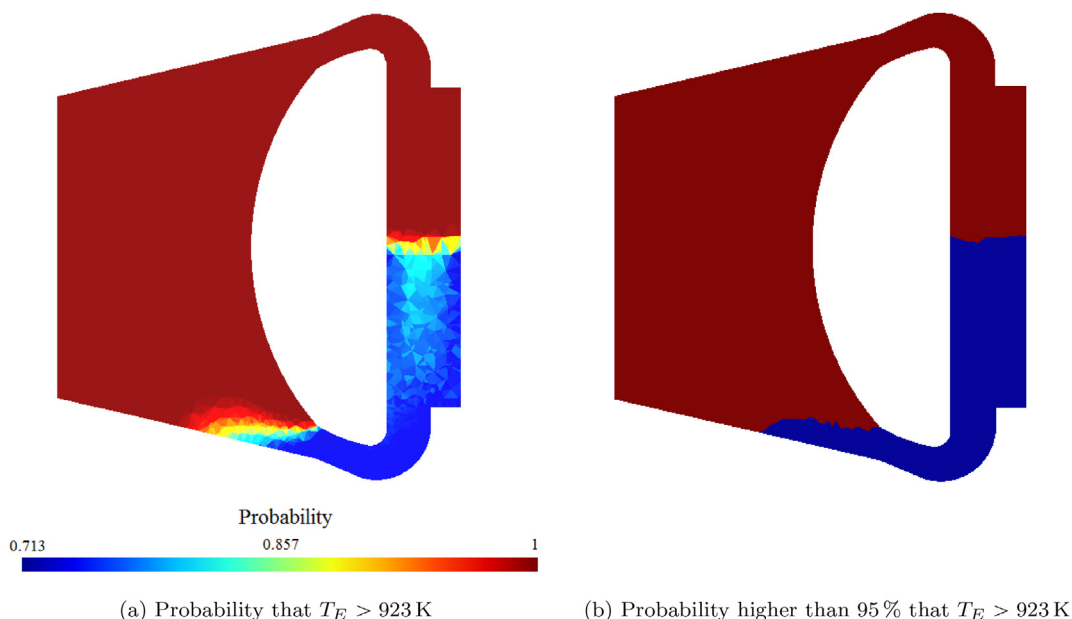 Probability
0.713 0.857 1
(a) Probability that T_E > 923 K
(b) Probability higher than 95 % that T_E > 923 K